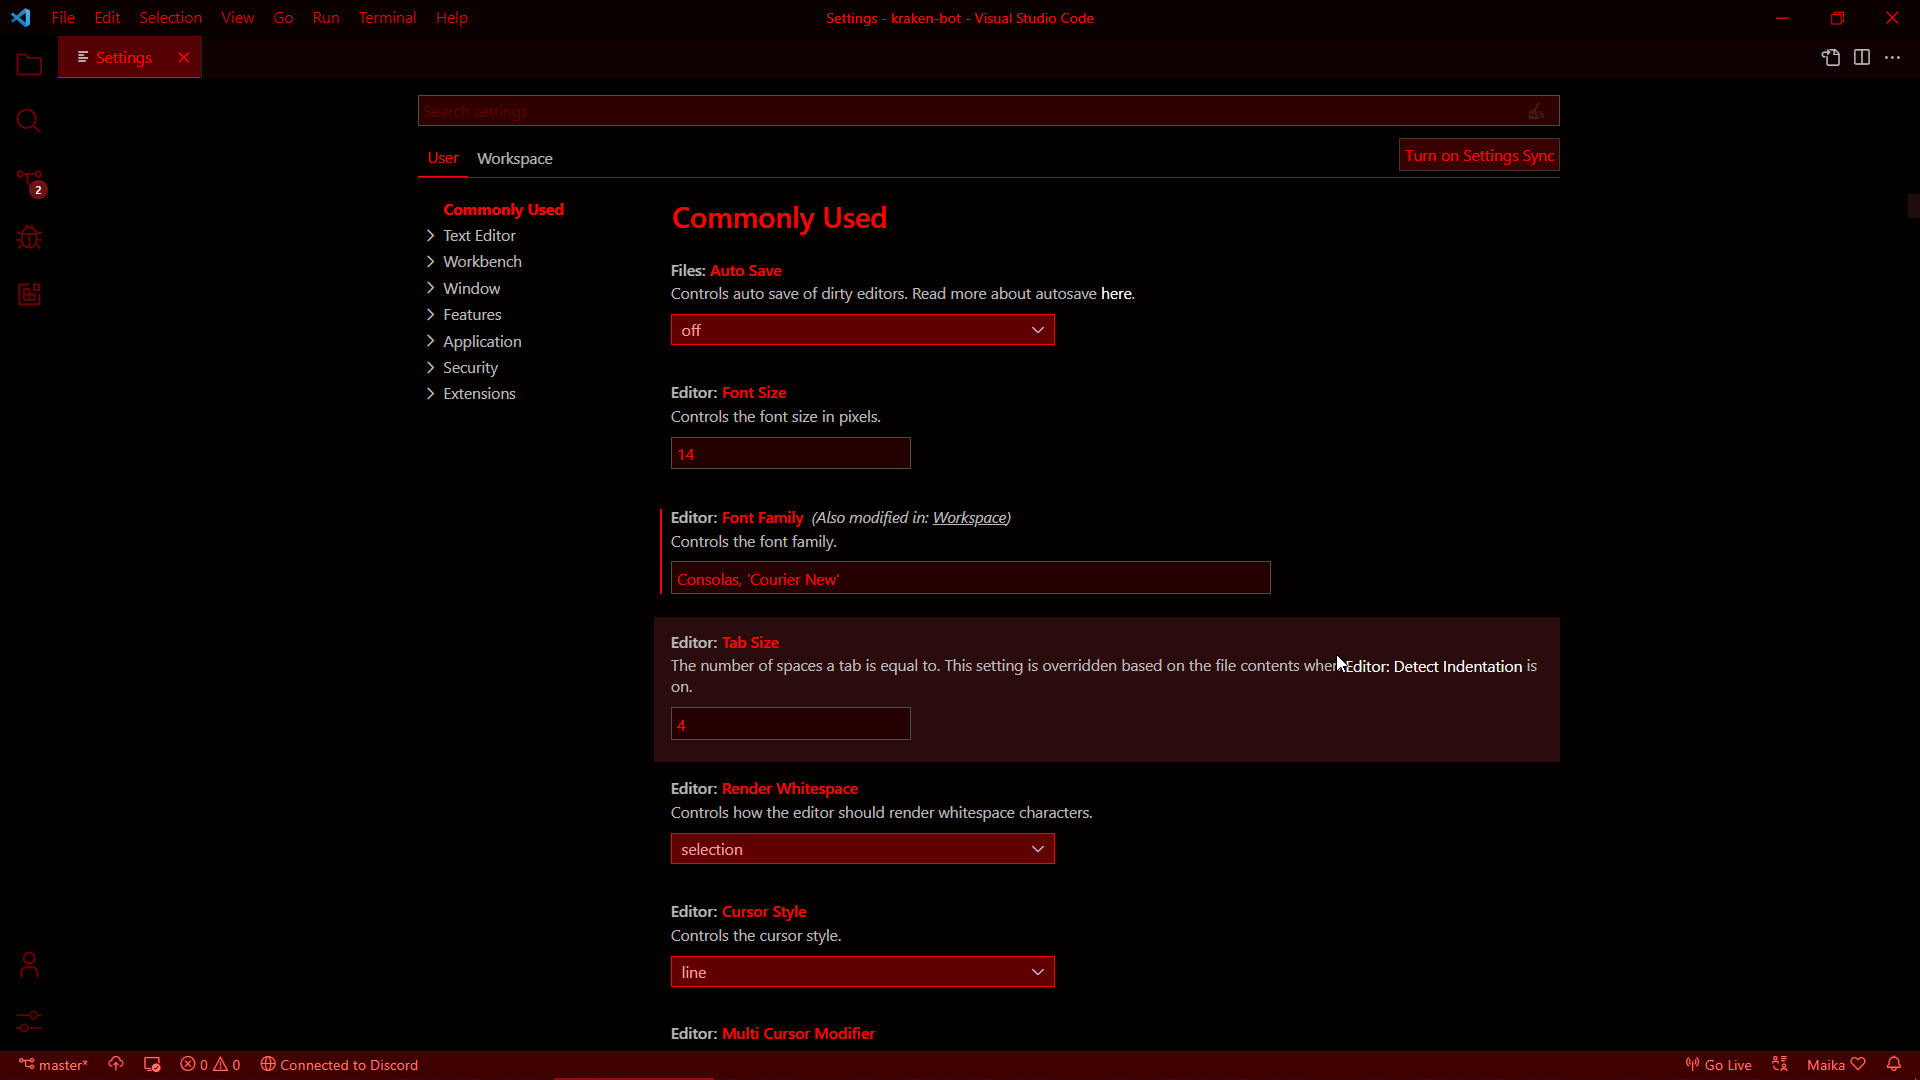 File Edit Selection View Go Run Terminal Help
Settings - kraken-bot - Visual Studio Code
Settings
Search settings
User Workspace
Turn on Settings Sync
2
Commonly Used
Text Editor
Workbench
Window
Features
Application
Security
Extensions
Commonly Used
Files: Auto Save
Controls auto save of dirty editors. Read more about autosave here.
off
Editor: Font Size
Controls the font size in pixels.
14
Editor: Font Family (Also modified in: Workspace)
Controls the font family.
Consolas, 'Courier New'
Editor: Tab Size
The number of spaces a tab is equal to. This setting is overridden based on the file contents when Editor: Detect Indentation is
on.
4
Editor: Render Whitespace
Controls how the editor should render whitespace characters.
selection
Editor: Cursor Style
Controls the cursor style.
line
Editor: Multi Cursor Modifier
master* 0 0 Connected to Discord
Go Live Maika